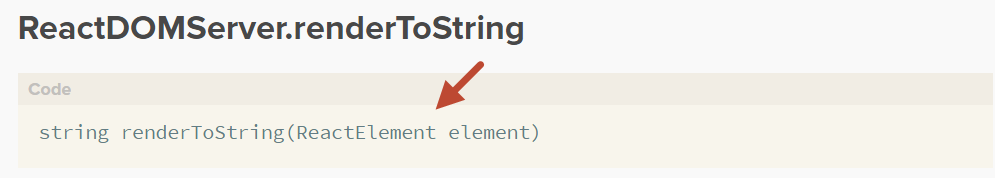 ReactDOMServer.renderToString
Code
string renderToString(ReactElement element)